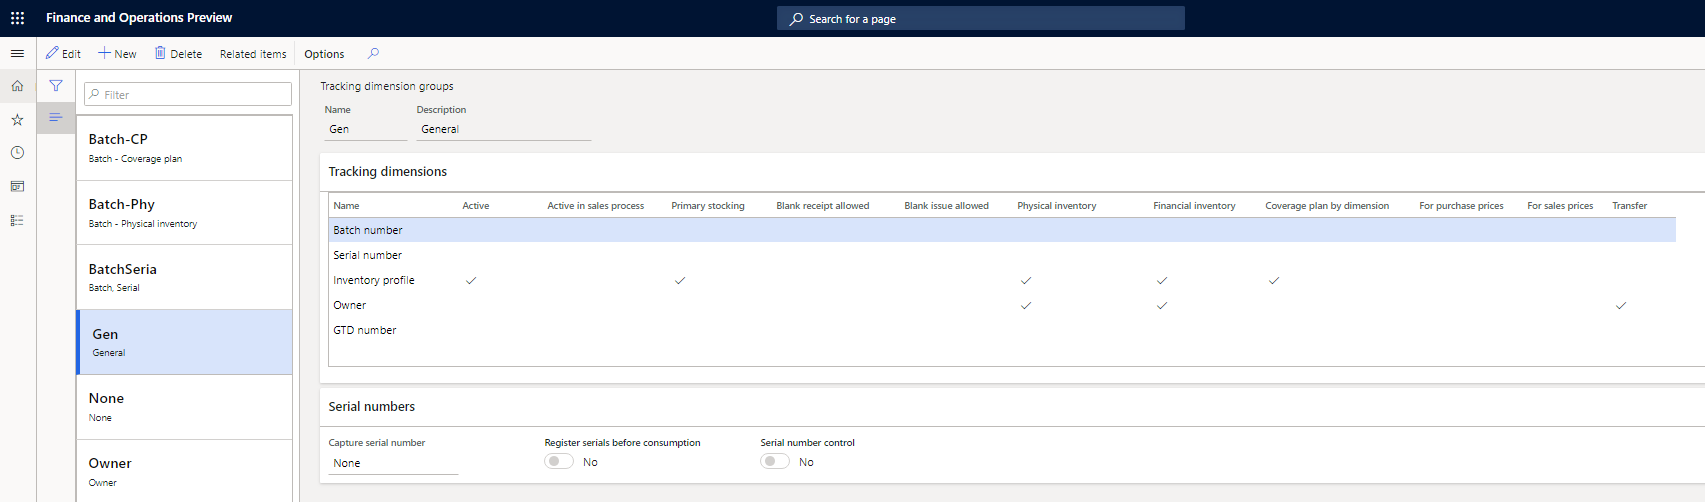 Finance and Operations Preview
Search for a page
Edit New Delete Related items Options
Filter
Batch-CP
Batch - Coverage plan
Batch-Phy
Batch - Physical inventory
BatchSeria
Batch, Serial
Gen
General
None
None
Owner
Owner
Tracking dimension groups
Name Description
Gen General
Tracking dimensions
Name Active Active in sales process Primary stocking Blank receipt allowed Blank issue allowed Physical inventory Financial inventory Coverage plan by dimension For purchase prices For sales prices Transfer
Batch number
Serial number
Inventory profile
Owner
GTD number
Serial numbers
Capture serial number Register serials before consumption Serial number control
None No No